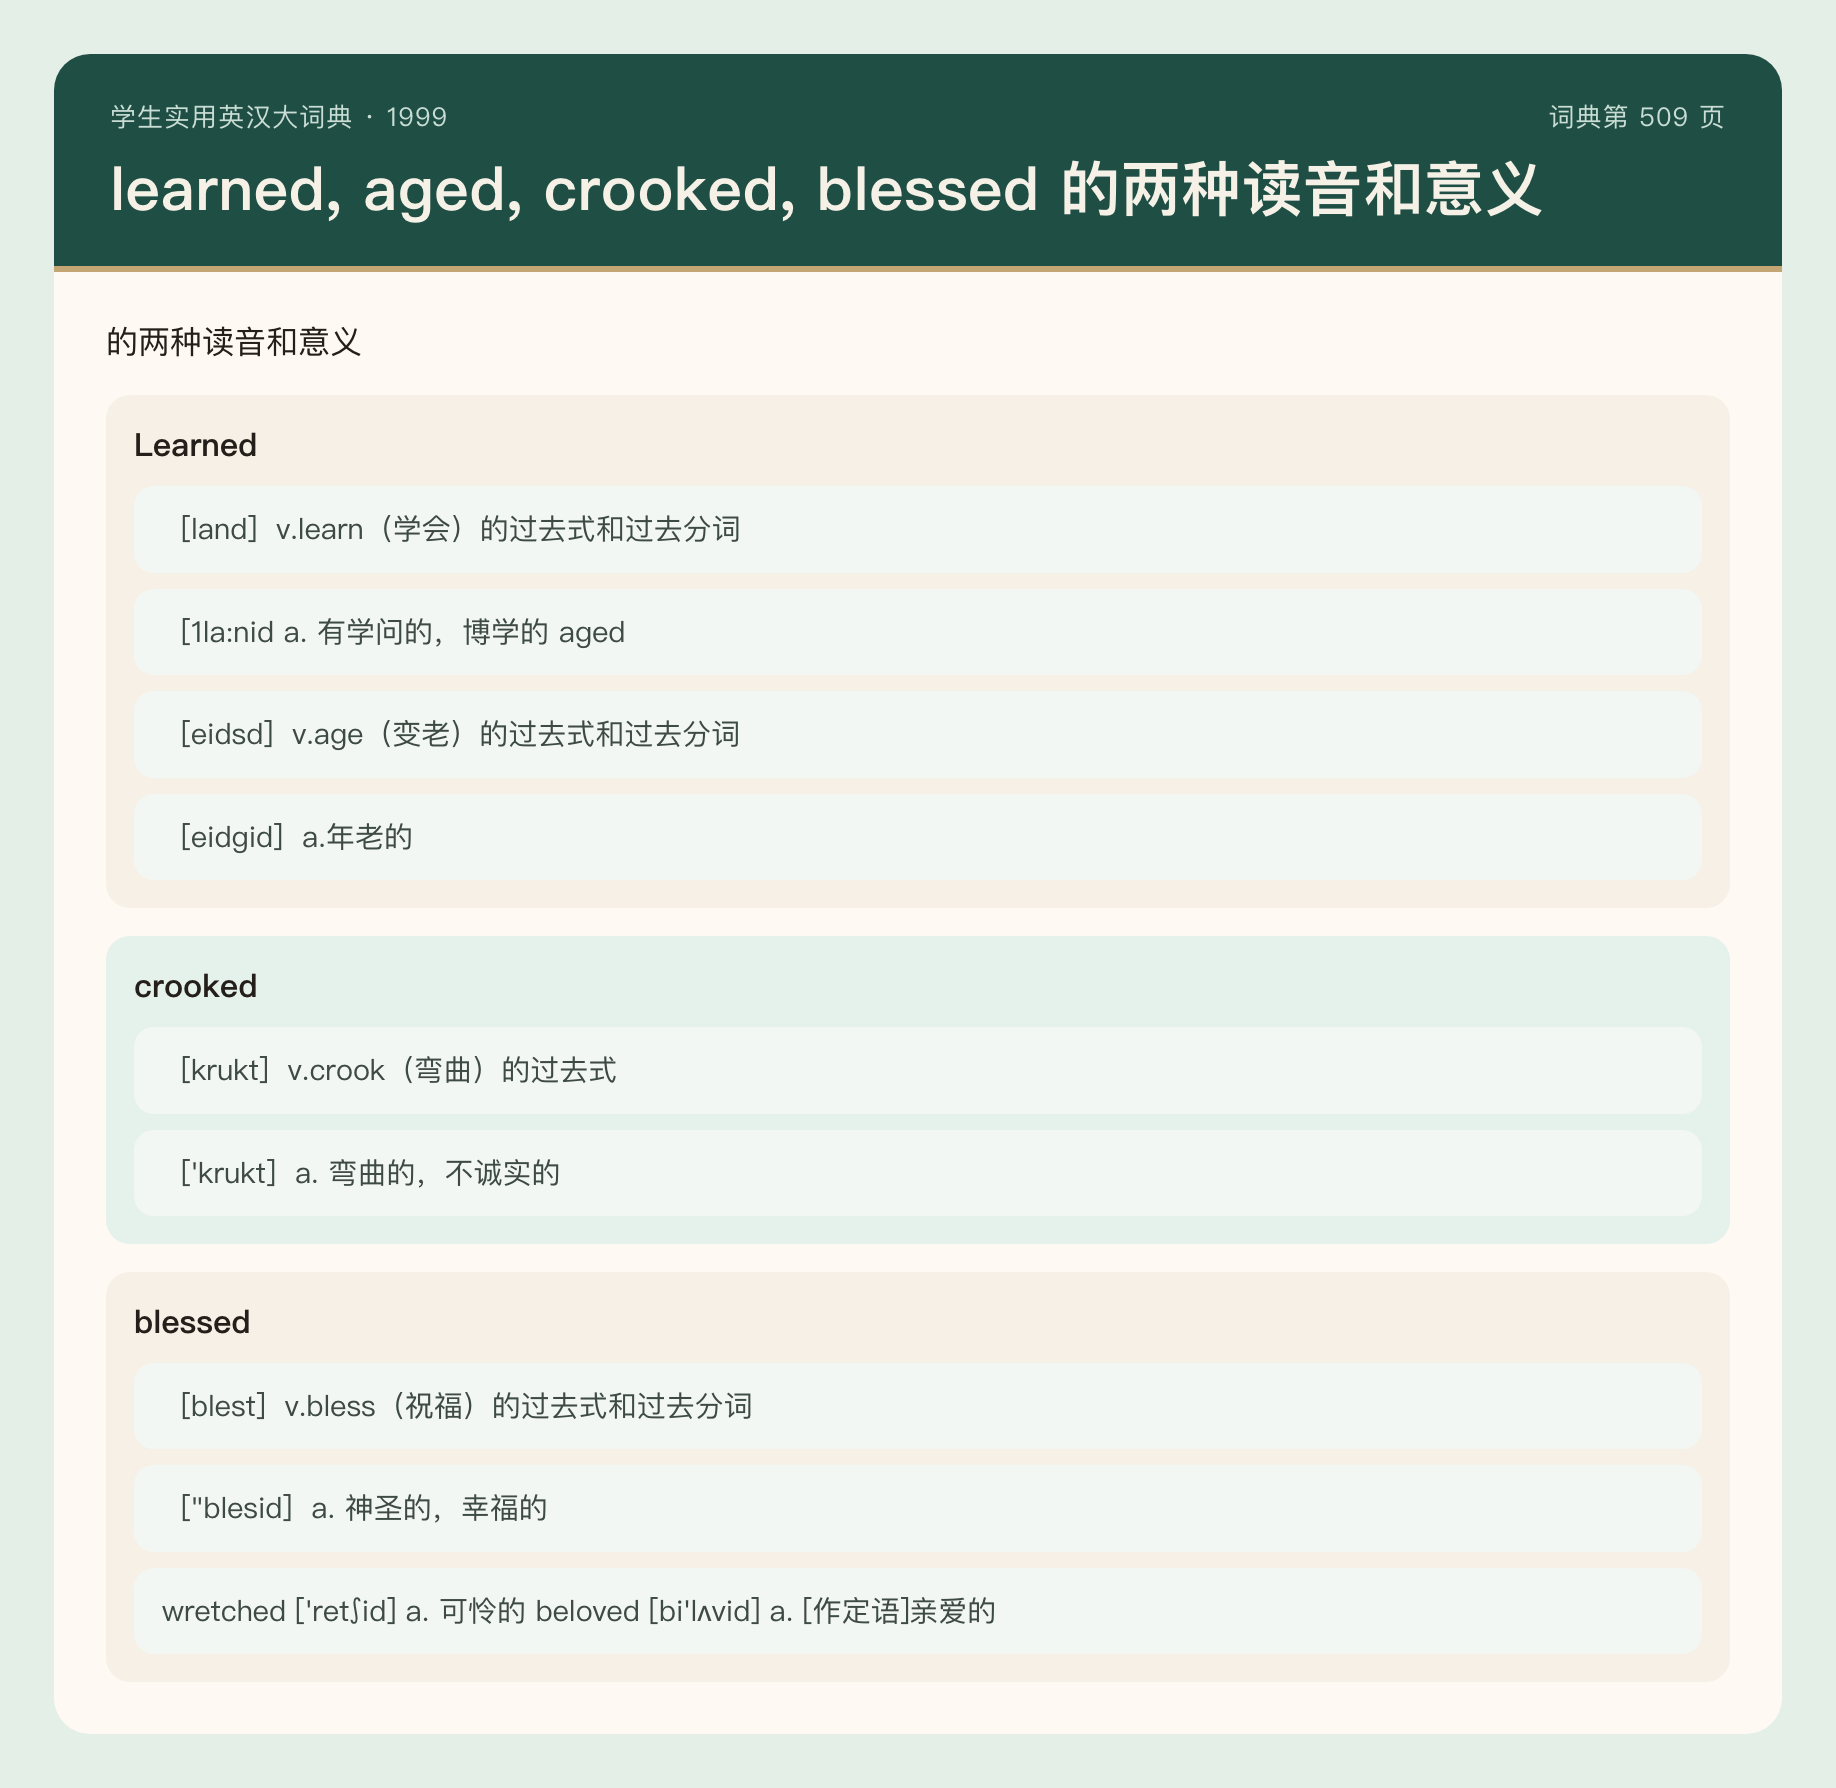 学生实用英汉大词典 · 1999
词典第 509 页
learned, aged, crooked, blessed 的两种读音和意义
的两种读音和意义
Learned
[land] v.learn（学会）的过去式和过去分词
[1la:nid a. 有学问的，博学的 aged
[eidsd] v.age（变老）的过去式和过去分词
[eidgid] a.年老的
crooked
[krukt] v.crook（弯曲）的过去式
['krukt] a. 弯曲的，不诚实的
blessed
[blest] v.bless（祝福）的过去式和过去分词
["blesid] a. 神圣的，幸福的
wretched ['retʃid] a. 可怜的 beloved [bi'lʌvid] a. [作定语]亲爱的